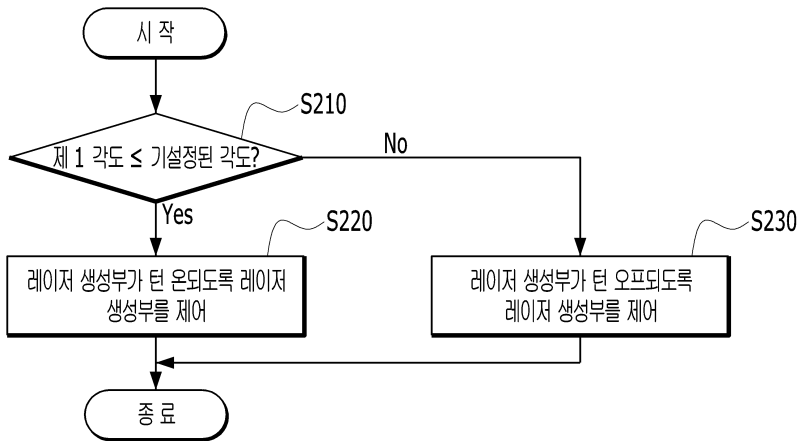 시 작
S210
제 1 각도 ≤ 기설정된 각도?
No
Yes
S220
S230
레이저 생성부가 턴 온되도록 레이저
생성부를 제어
레이저 생성부가 턴 오프되도록
레이저 생성부를 제어
종 료